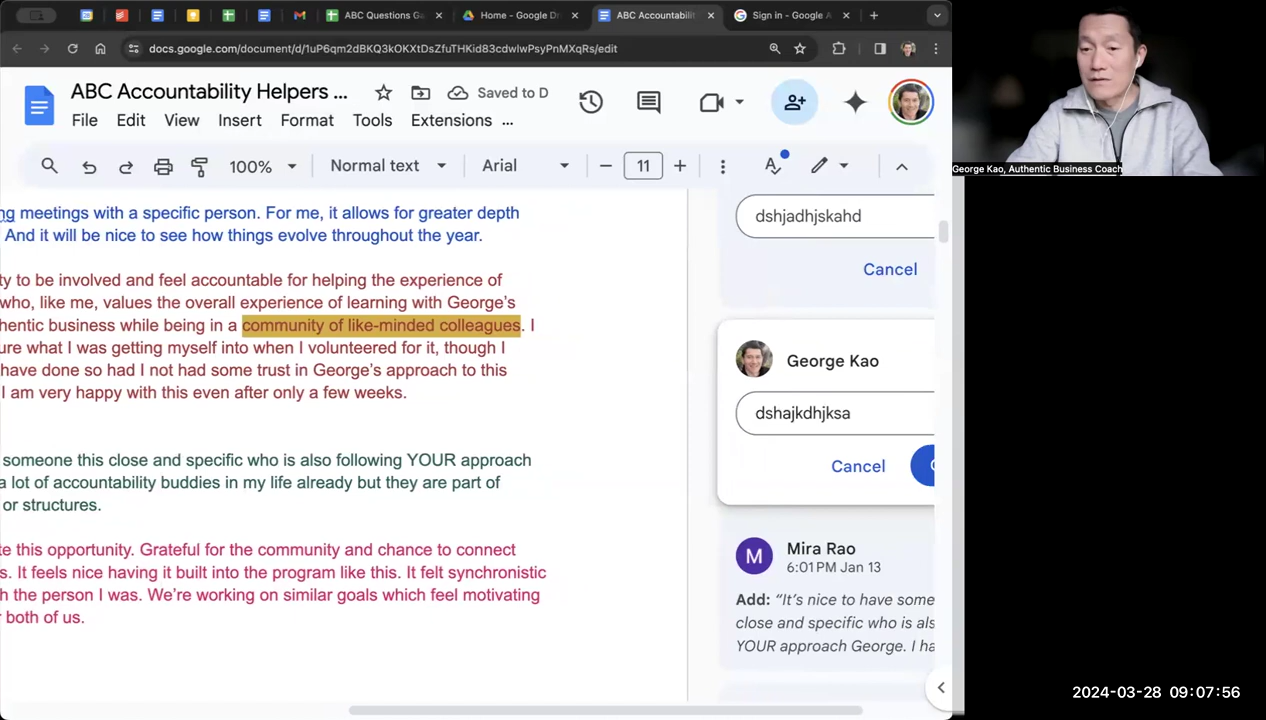 ABC Questions Ga
Home - Google Dr
ABC Accountabilit
Sign in - Google A
docs.google.com/document/d/1uP6qm2dBKQ3kOKXtDsZfuTHKid83cdwlwPsyPnMXqRs/edit
ABC Accountability Helpers ...
Saved to D
File Edit View Insert Format Tools Extensions ...
100% Normal text Arial 11
ng meetings with a specific person. For me, it allows for greater depth
And it will be nice to see how things evolve throughout the year.
ty to be involved and feel accountable for helping the experience of
who, like me, values the overall experience of learning with George's
hentic business while being in a community of like-minded colleagues. I
ure what I was getting myself into when I volunteered for it, though I
have done so had I not had some trust in George's approach to this
I am very happy with this even after only a few weeks.
someone this close and specific who is also following YOUR approach
a lot of accountability buddies in my life already but they are part of
or structures.
te this opportunity. Grateful for the community and chance to connect
s. It feels nice having it built into the program like this. It felt synchronistic
h the person I was. We're working on similar goals which feel motivating
r both of us.
dshjadhjskahd
Cancel
George Kao
dshajkdhjksa
Cancel
M
Mira Rao
6:01 PM Jan 13
Add: "It's nice to have some
close and specific who is als
YOUR approach George. I ha
George Kao, Authentic Business Coach
2024-03-28 09:07:56